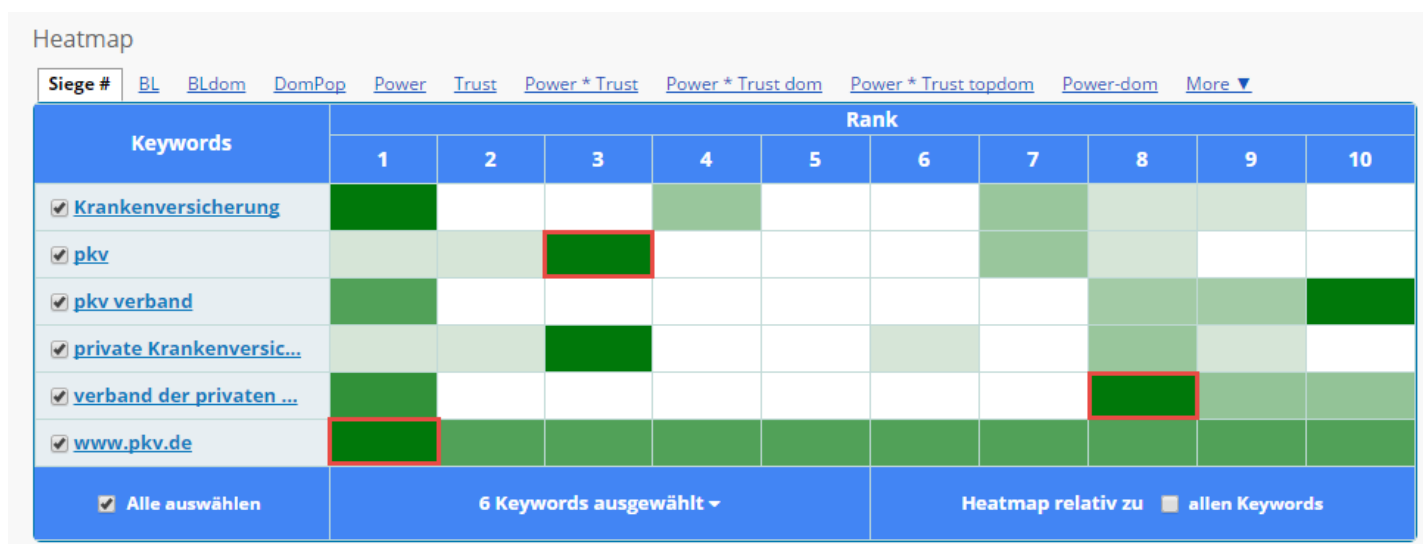 Heatmap
Siege # BL BLdom DomPop Power Trust Power * Trust Power * Trust dom Power * Trust topdom Power-dom More ▼
Keywords
Rank
1 2 3 4 5 6 7 8 9 10
Krankenversicherung
pkv
pkv verband
private Krankenversic...
verband der privaten ...
www.pkv.de
Alle auswählen 6 Keywords ausgewählt Heatmap relativ zu allen Keywords